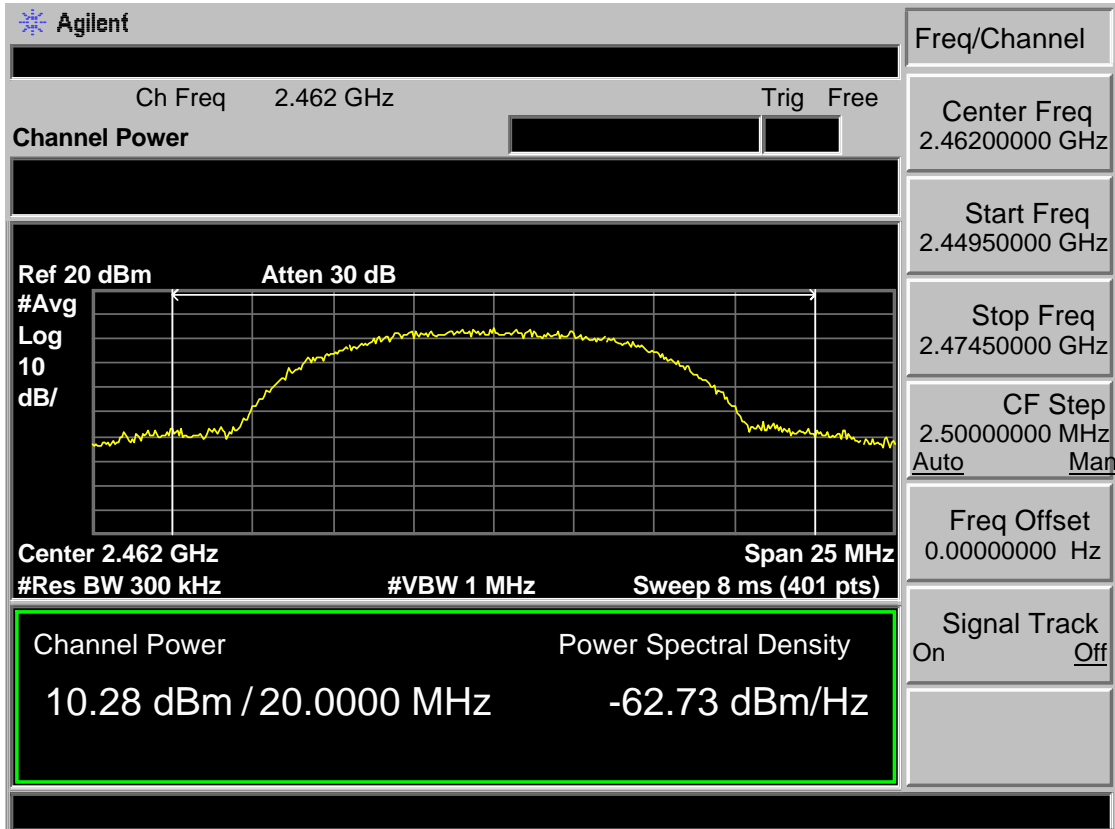 Agilent
Freq/Channel
Ch Freq 2.462 GHz Trig Free
Channel Power
Center Freq
2.46200000 GHz
Start Freq
2.44950000 GHz
Stop Freq
2.47450000 GHz
CF Step
2.50000000 MHz
Auto Man
Freq Offset
0.00000000 Hz
Signal Track
On Off
Ref 20 dBm Atten 30 dB
#Avg
Log
10
dB/
Center 2.462 GHz Span 25 MHz
#Res BW 300 kHz #VBW 1 MHz Sweep 8 ms (401 pts)
Channel Power Power Spectral Density
10.28 dBm / 20.0000 MHz -62.73 dBm/Hz